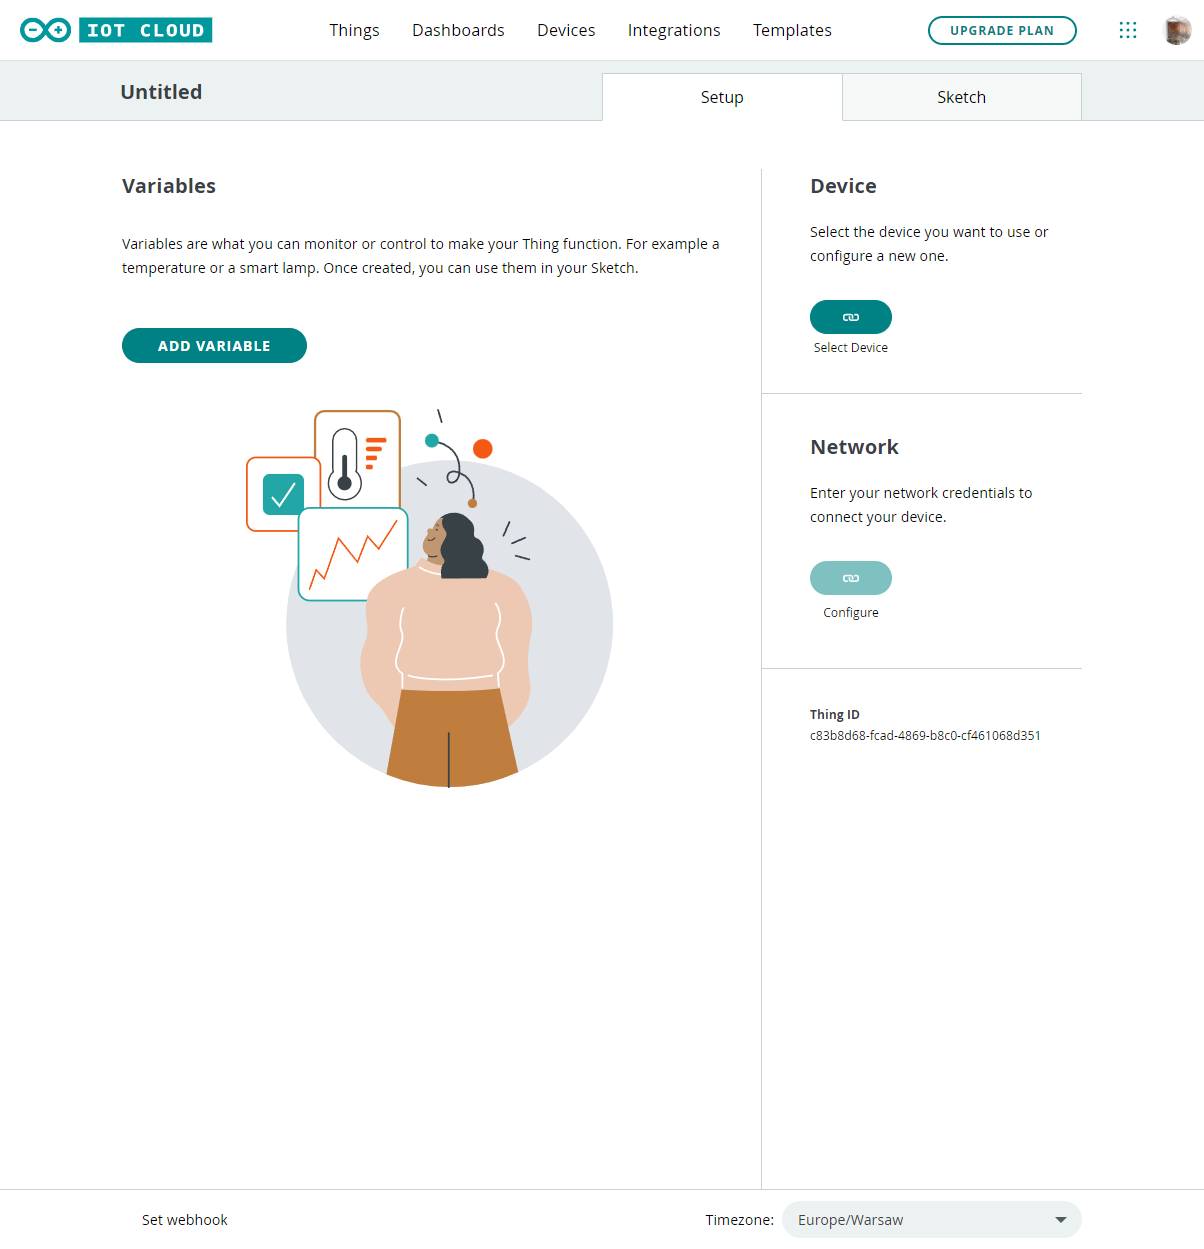 IOT CLOUD
Things Dashboards Devices Integrations Templates
UPGRADE PLAN
Untitled
Setup
Sketch
Variables
Variables are what you can monitor or control to make your Thing function. For example a
temperature or a smart lamp. Once created, you can use them in your Sketch.
ADD VARIABLE
Device
Select the device you want to use or
configure a new one.
Select Device
Network
Enter your network credentials to
connect your device.
Configure
Thing ID
c83b8d68-fcad-4869-b8c0-cf461068d351
Set webhook
Timezone: Europe/Warsaw